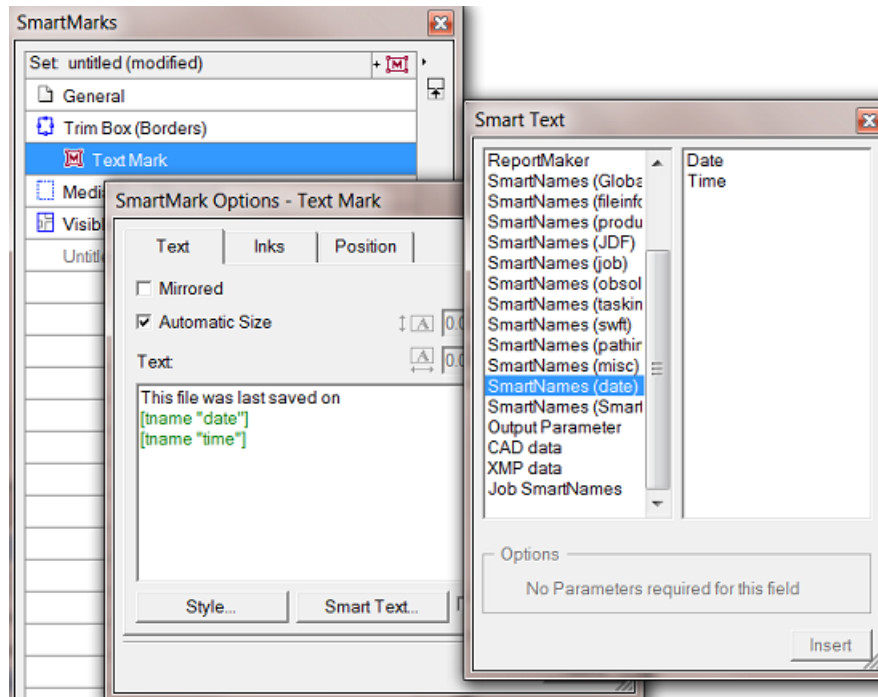 SmartMarks
Set: untitled (modified)
General
Trim Box (Borders)
Text Mark
SmartMark Options - Text Mark
Text Inks Position
Mirrored
Automatic Size
Text:
This file was last saved on
[tname "date"]
[tname "time"]
Style... Smart Text...
Smart Text
ReportMaker
SmartNames (Globa
SmartNames (fileinfo
SmartNames (produ
SmartNames (JDF)
SmartNames (job)
SmartNames (obsol
SmartNames (taskin
SmartNames (swft)
SmartNames (pathin
SmartNames (misc)
SmartNames (date)
SmartNames (Smart
Output Parameter
CAD data
XMP data
Job SmartNames
Date
Time
Options
No Parameters required for this field
Insert